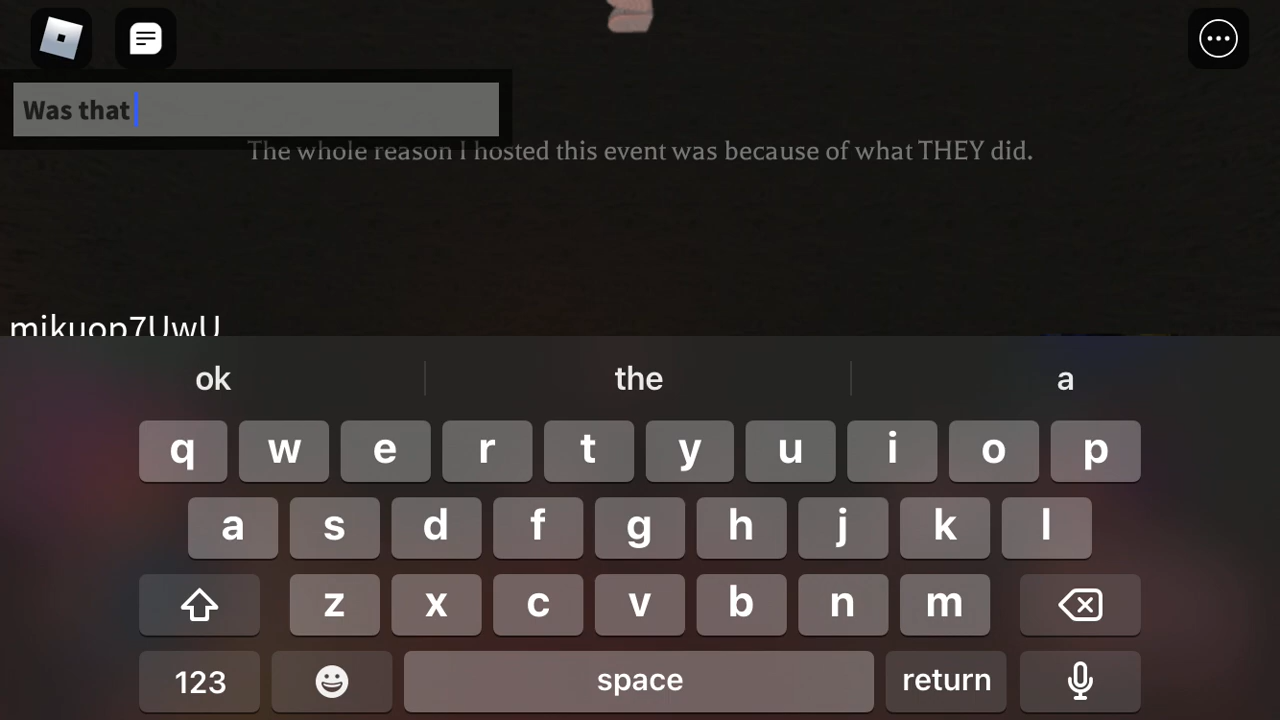 Was that
The whole reason I hosted this event was because of what THEY did.
mikuop7UwU
ok the a
q w e r t y u i o p
a s d f g h j k l
z x c v b n m
123 space return